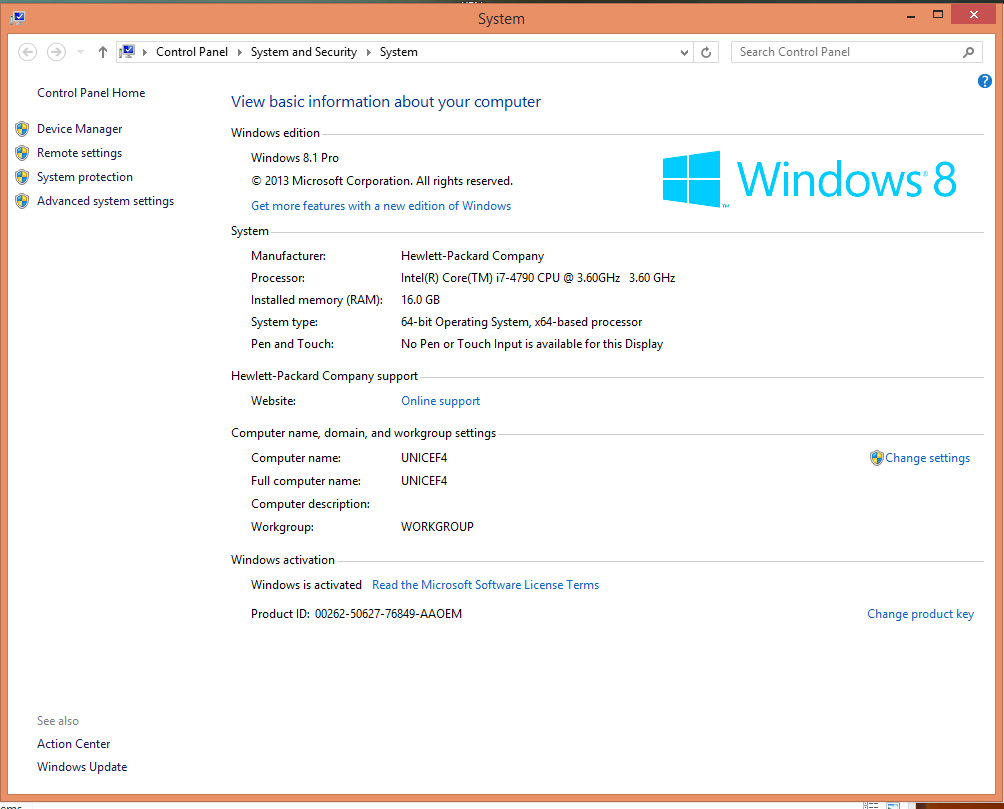 System
Control Panel System and Security System
Search Control Panel
Control Panel Home
Device Manager
Remote settings
System protection
Advanced system settings
See also
Action Center
Windows Update
View basic information about your computer
Windows edition
Windows 8.1 Pro
© 2013 Microsoft Corporation. All rights reserved.
Get more features with a new edition of Windows
Windows® 8
™
System
Manufacturer: Hewlett-Packard Company
Processor: Intel(R) Core(TM) i7-4790 CPU @ 3.60GHz 3.60 GHz
Installed memory (RAM): 16.0 GB
System type: 64-bit Operating System, x64-based processor
Pen and Touch: No Pen or Touch Input is available for this Display
Hewlett-Packard Company support
Website: Online support
Computer name, domain, and workgroup settings
Computer name: UNICEF4 Change settings
Full computer name: UNICEF4
Computer description:
Workgroup: WORKGROUP
Windows activation
Windows is activated Read the Microsoft Software License Terms
Product ID: 00262-50627-76849-AAOEM Change product key